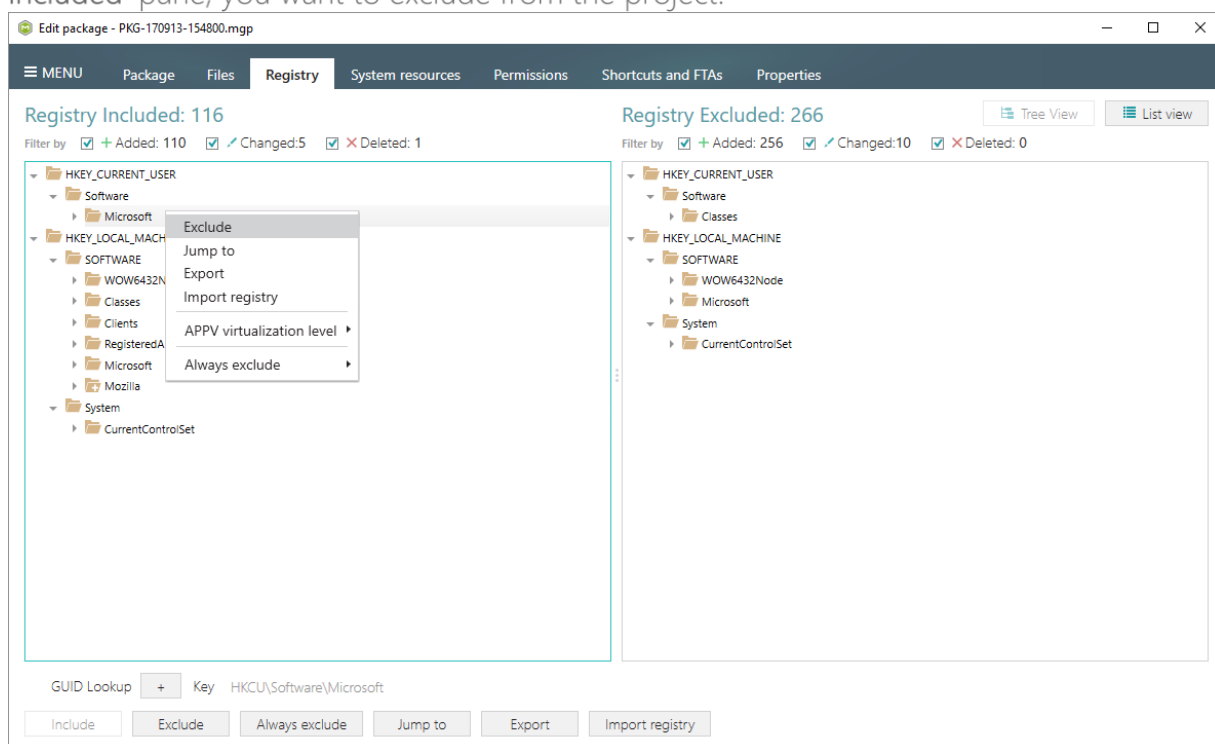 Included' pane, you want to exclude from the project:
Edit package - PKG-170913-154800.mgp
MENU Package Files Registry System resources Permissions Shortcuts and FTAs Properties
Registry Included: 116
Filter by + Added: 110 Changed:5 Deleted: 1
HKEY_CURRENT_USER
Software
Microsoft
HKEY_LOCAL_MACH
SOFTWARE
WOW6432N
Classes
Clients
RegisteredA
Microsoft
Mozilla
System
CurrentControlSet
Exclude
Jump to
Export
Import registry
APPV virtualization level
Always exclude
Registry Excluded: 266
Tree View List view
Filter by + Added: 256 Changed:10 Deleted: 0
HKEY_CURRENT_USER
Software
Classes
HKEY_LOCAL_MACHINE
SOFTWARE
WOW6432Node
Microsoft
System
CurrentControlSet
GUID Lookup + Key HKCU\Software\Microsoft
Include Exclude Always exclude Jump to Export Import registry